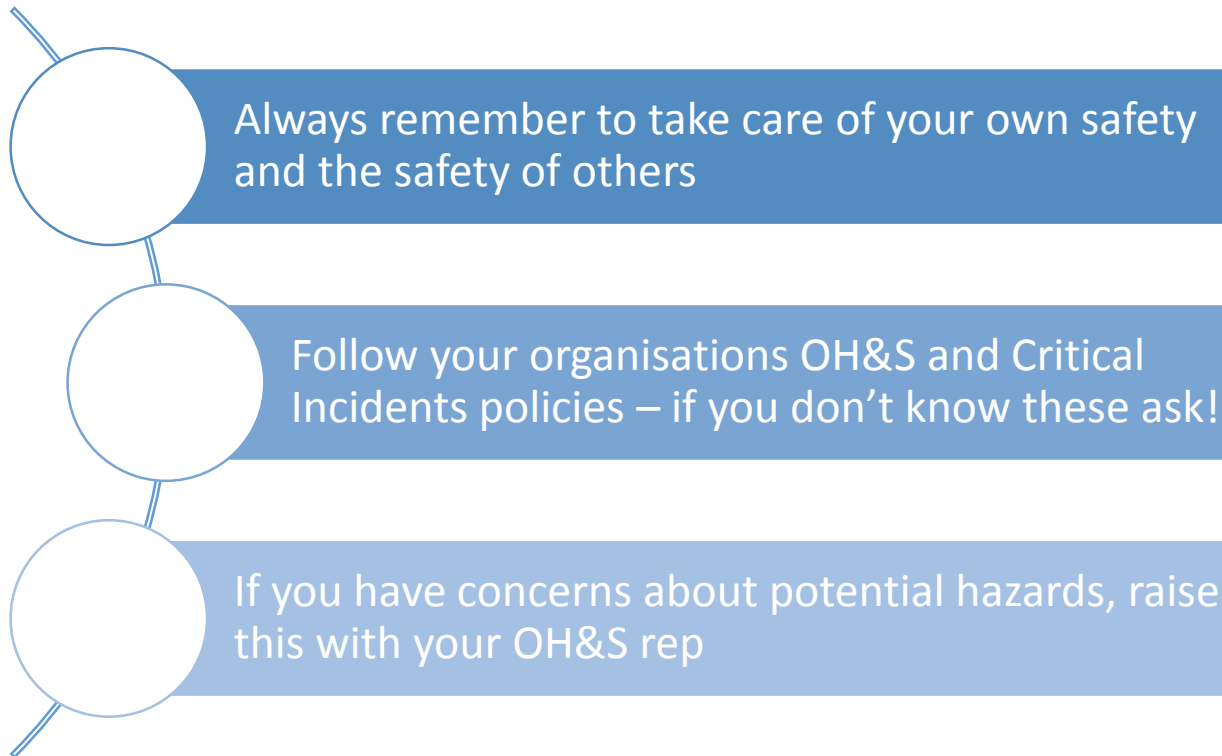 Always remember to take care of your own safety
and the safety of others
Follow your organisations OH&S and Critical
Incidents policies – if you don’t know these ask!
If you have concerns about potential hazards, raise
this with your OH&S rep